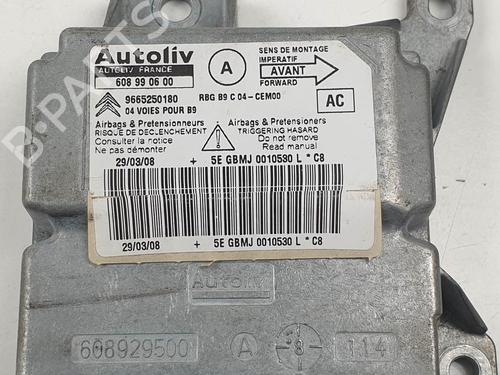 Autoliv
AUTOLIV FRANCE
608 99 06 00
A
SENS DE MONTAGE
IMPERATIF
AVANT
FORWARD
9665250180
04 VOIES POUR B9
RBG B9 C 04-CEM00
AC
Airbags & Pretensionneurs
RISQUE DE DECLENCHEMENT
Consulter la notice
Ne pas démonter
Airbags & Pretensioners
TRIGGERING HAZARD
Do not remove
Read manual
29/03/08 + 5E GBMJ 0010530 L * C8
29/03/08 + 5E GBMJ 0010530 L * C8
Autoliv
608929500 A 8 114
B-PARTS